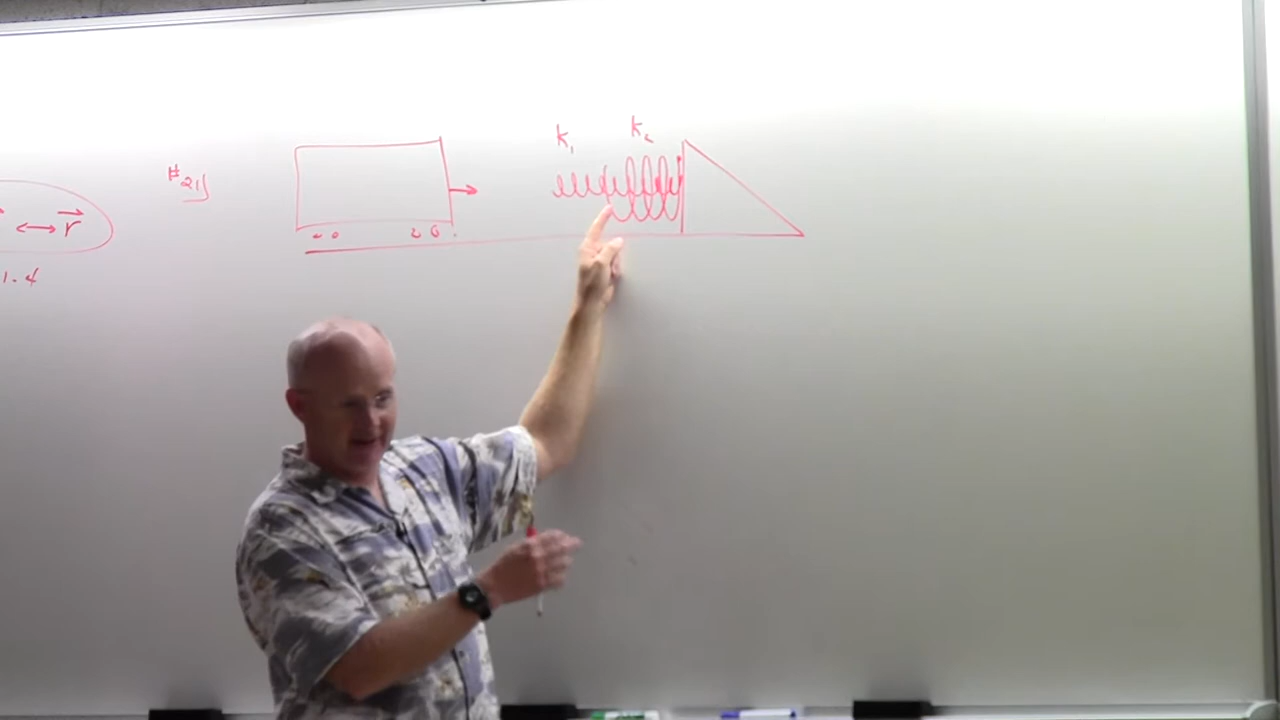 k₁ k₂
#21)
r⃗
1.4